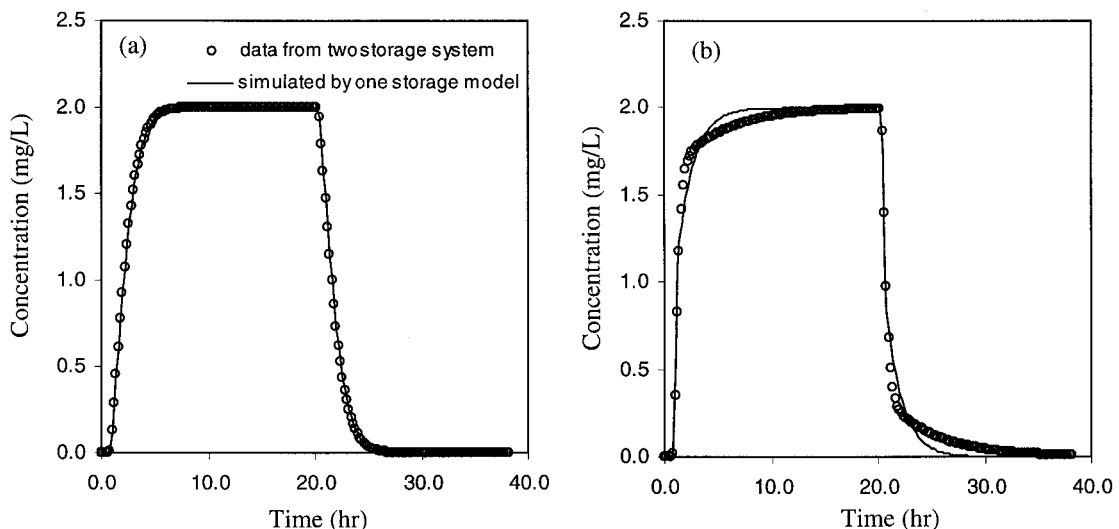 (a)
data from two storage system
simulated by one storage model
2.5
2.0
1.5
1.0
0.5
0.0
0.0
10.0
20.0
30.0
40.0
Concentration (mg/L)
Time (hr)
(b)
2.5
2.0
1.5
1.0
0.5
0.0
0.0
10.0
20.0
30.0
40.0
Concentration (mg/L)
Time (hr)